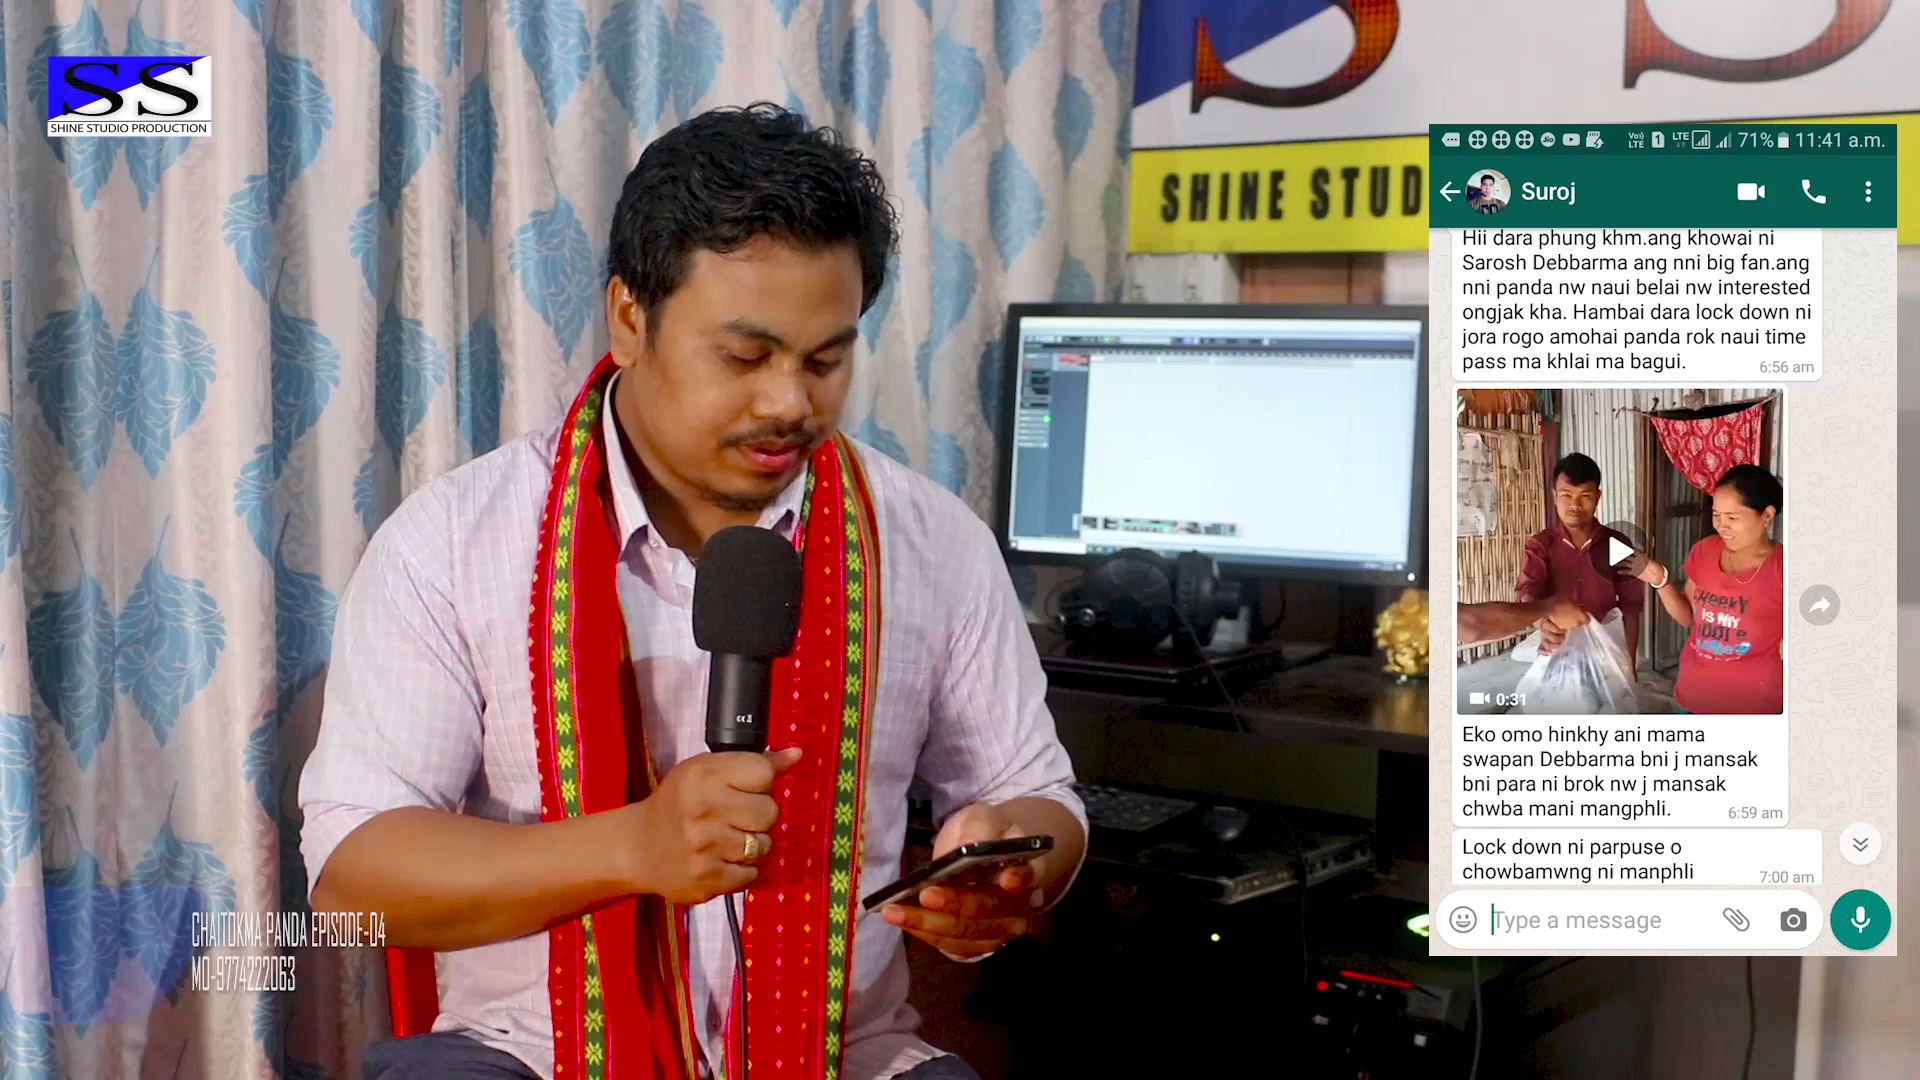 SS
SHINE STUDIO PRODUCTION
S S
SHINE STUD
LTE 71% 11:41 a.m.
Suroj
Hii dara phung khm.ang khowai ni
Sarosh Debbarma ang nni big fan.ang
nni panda nw naui belai nw interested
ongjak kha. Hambai dara lock down ni
jora rogo amohai panda rok naui time
pass ma khlai ma bagui.
6:56 am
CHEEKY
IS MY
0:31
Eko omo hinkhy ani mama
swapan Debbarma bni j mansak
bni para ni brok nw j mansak
chwba mani mangphli.
6:59 am
Lock down ni parpuse o
chowbamwng ni manphli
7:00 am
Type a message
CHAITOKMA PANDA EPISODE-04
MO-9774222063